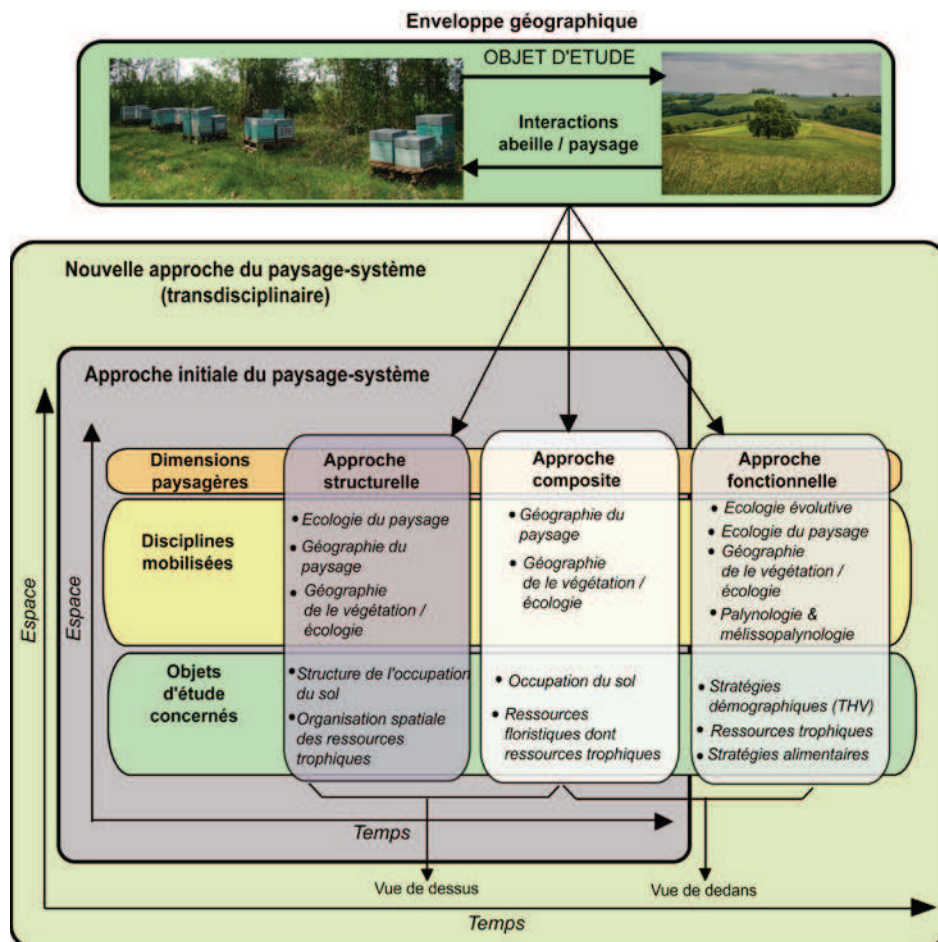 Enveloppe géographique
OBJET D'ETUDE
Interactions
abeille / paysage
Nouvelle approche du paysage-système
(transdisciplinaire)
Approche initiale du paysage-système
Espace
Espace
Dimensions
paysagères
Disciplines
mobilisées
Objets
d'étude
concernés
Approche
structurelle
• Ecologie du paysage
• Géographie du
paysage
• Géographie
de le végétation /
écologie
• Structure de l'occupation
du sol
• Organisation spatiale
des ressources
trophiques
Approche
composite
• Géographie du
paysage
• Géographie
de le végétation /
écologie
• Occupation du sol
• Ressources
floristiques dont
ressources trophiques
Approche
fonctionnelle
• Ecologie évolutive
• Ecologie du paysage
• Géographie
de le végétation /
écologie
• Palynologie &
mélissopalynologie
• Stratégies
démographiques (THV)
• Ressources trophiques
• Stratégies alimentaires
Temps
Vue de dessus
Vue de dedans
Temps